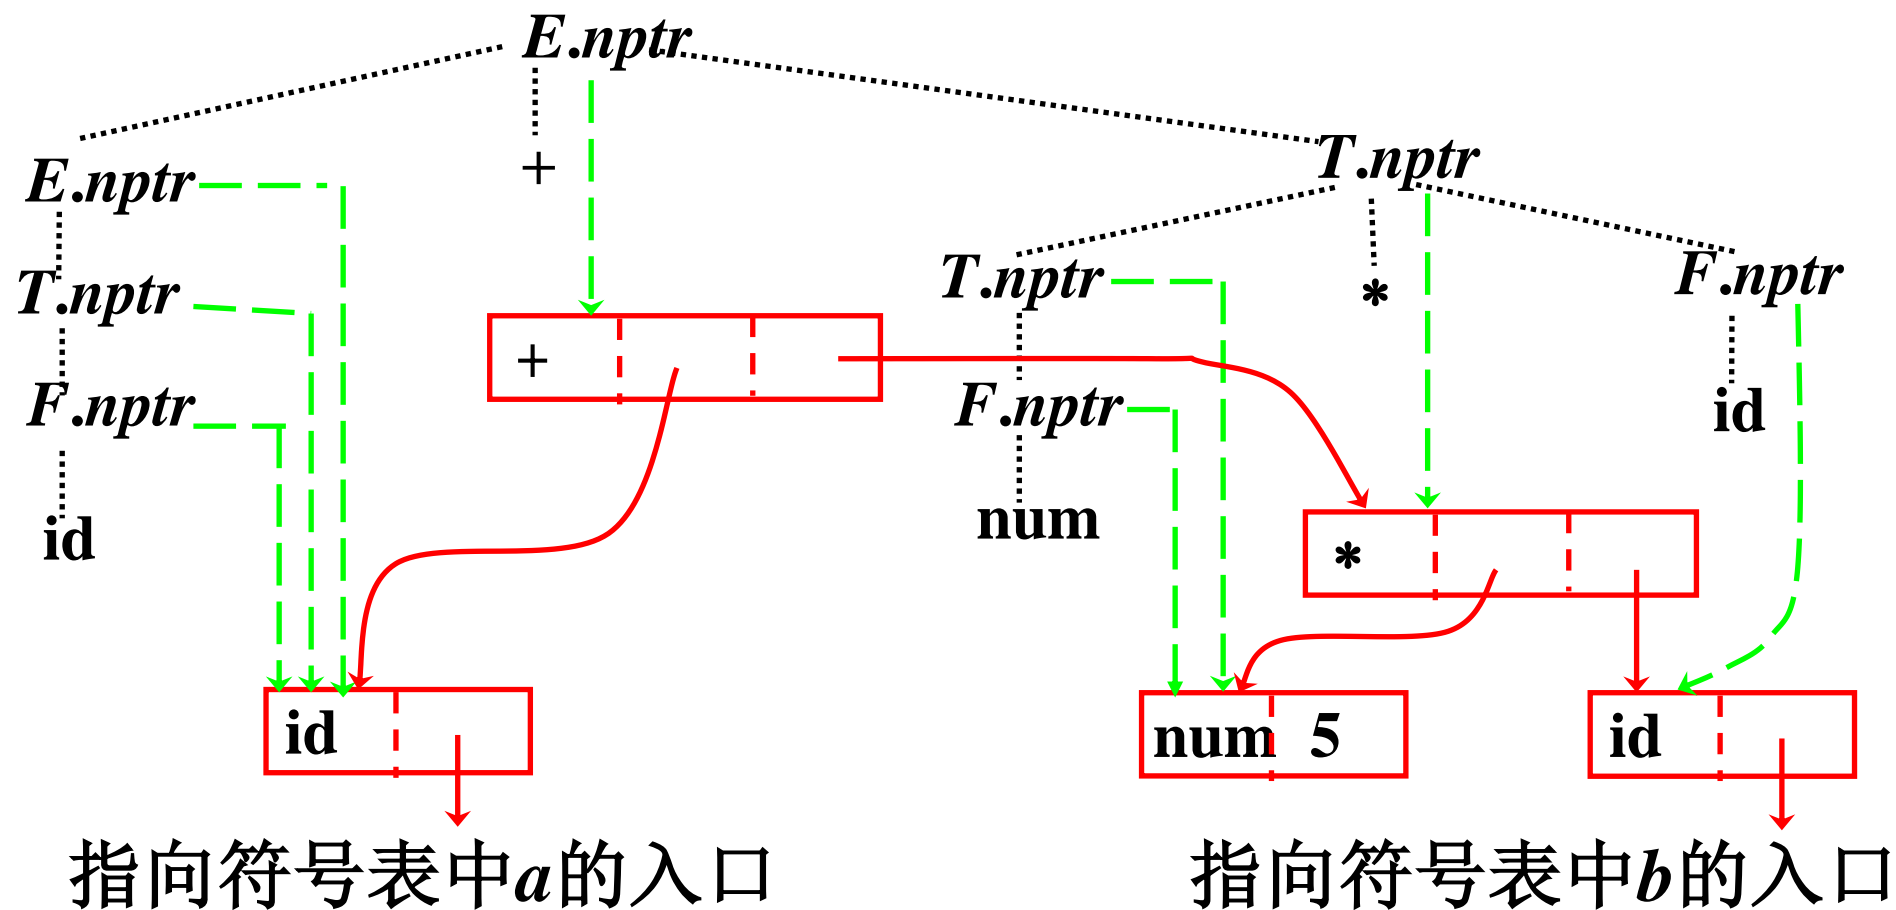 E.nptr
+
T.nptr
E.nptr
T.nptr
*
F.nptr
T.nptr
+
F.nptr
F.nptr
id
id
num
*
id
num 5
id
指向符号表中a的入口
指向符号表中b的入口